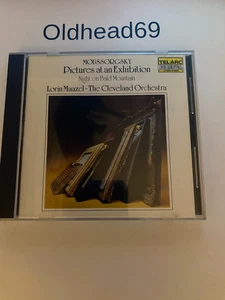 Oldhead69
MOUSSORGSKY
TELARC
Pictures at an Exhibition
Night on Bald Mountain
Lorin Maazel - The Cleveland Orchestra